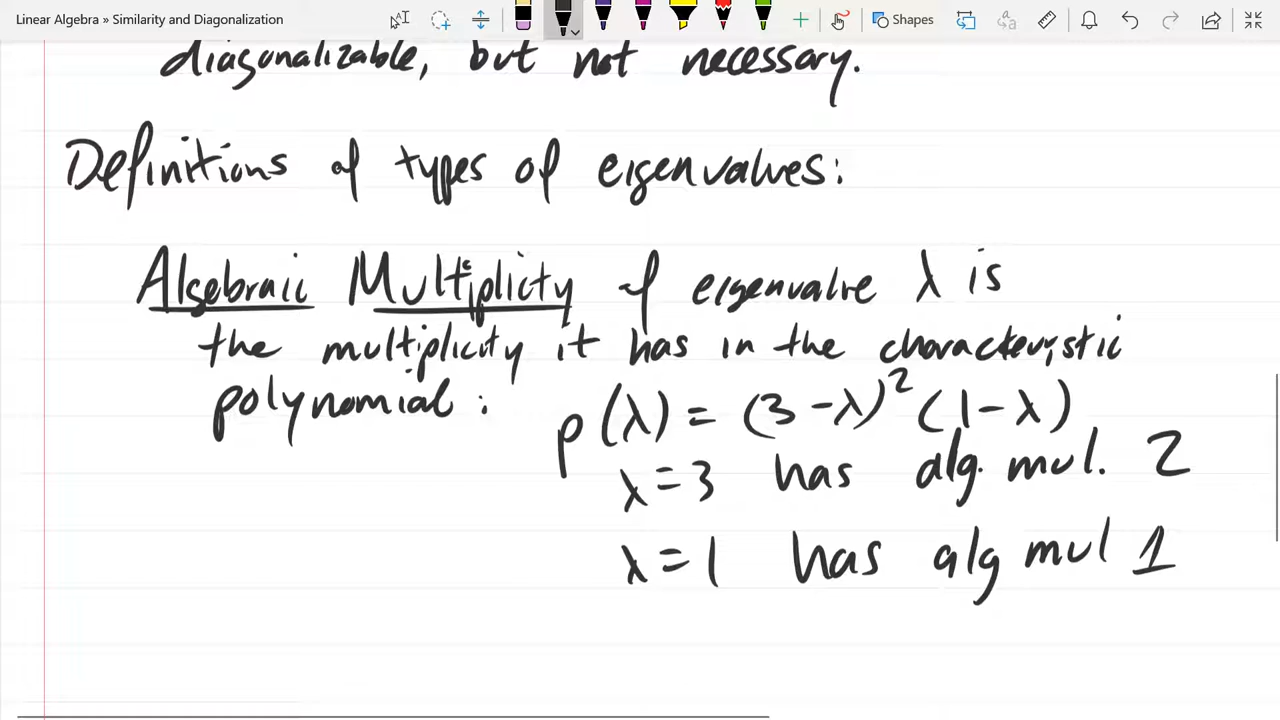 Linear Algebra » Similarity and Diagonalization
Shapes
diagonalizable, but not necessary.
Definitions of types of eigenvalues:
Algebraic Multiplicity of eigenvalue λ is
the multiplicity it has in the characteristic
polynomial:
p(λ) = (3-λ)²(1-λ)
λ=3 has alg. mul. 2
λ=1 has alg mul 1